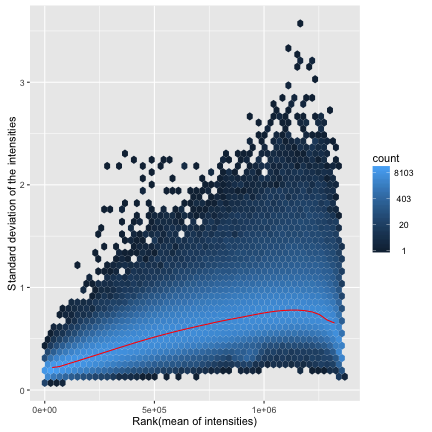 Standard deviation of the intensities
3
2
1
0
0e+00 5e+05 1e+06
Rank(mean of intensities)
count
8103
403
20
1